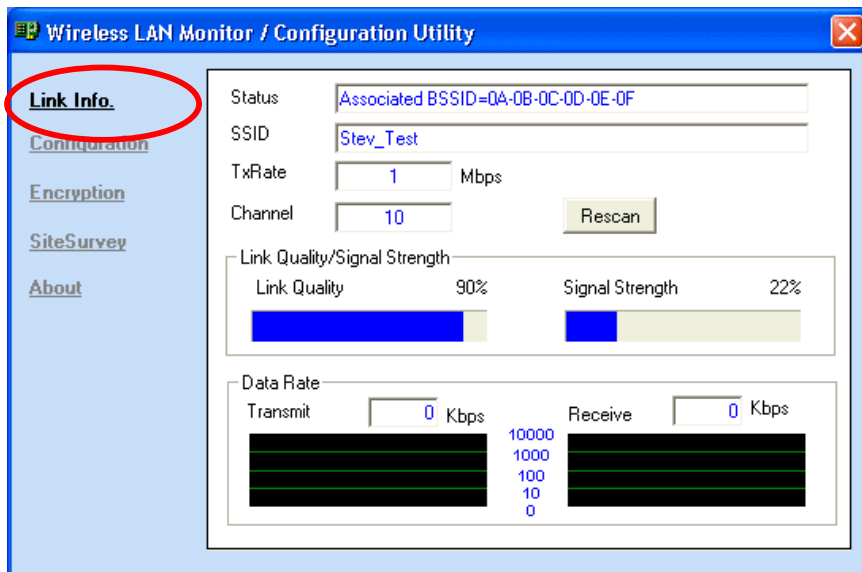 Wireless LAN Monitor / Configuration Utility
Link Info.
Configuration
Encryption
SiteSurvey
About
Status Associated BSSID=0A-0B-0C-0D-0E-0F
SSID Stev_Test
TxRate 1 Mbps
Channel 10 Rescan
Link Quality/Signal Strength
Link Quality 90% Signal Strength 22%
Data Rate
Transmit 0 Kbps Receive 0 Kbps
10000
1000
100
10
0